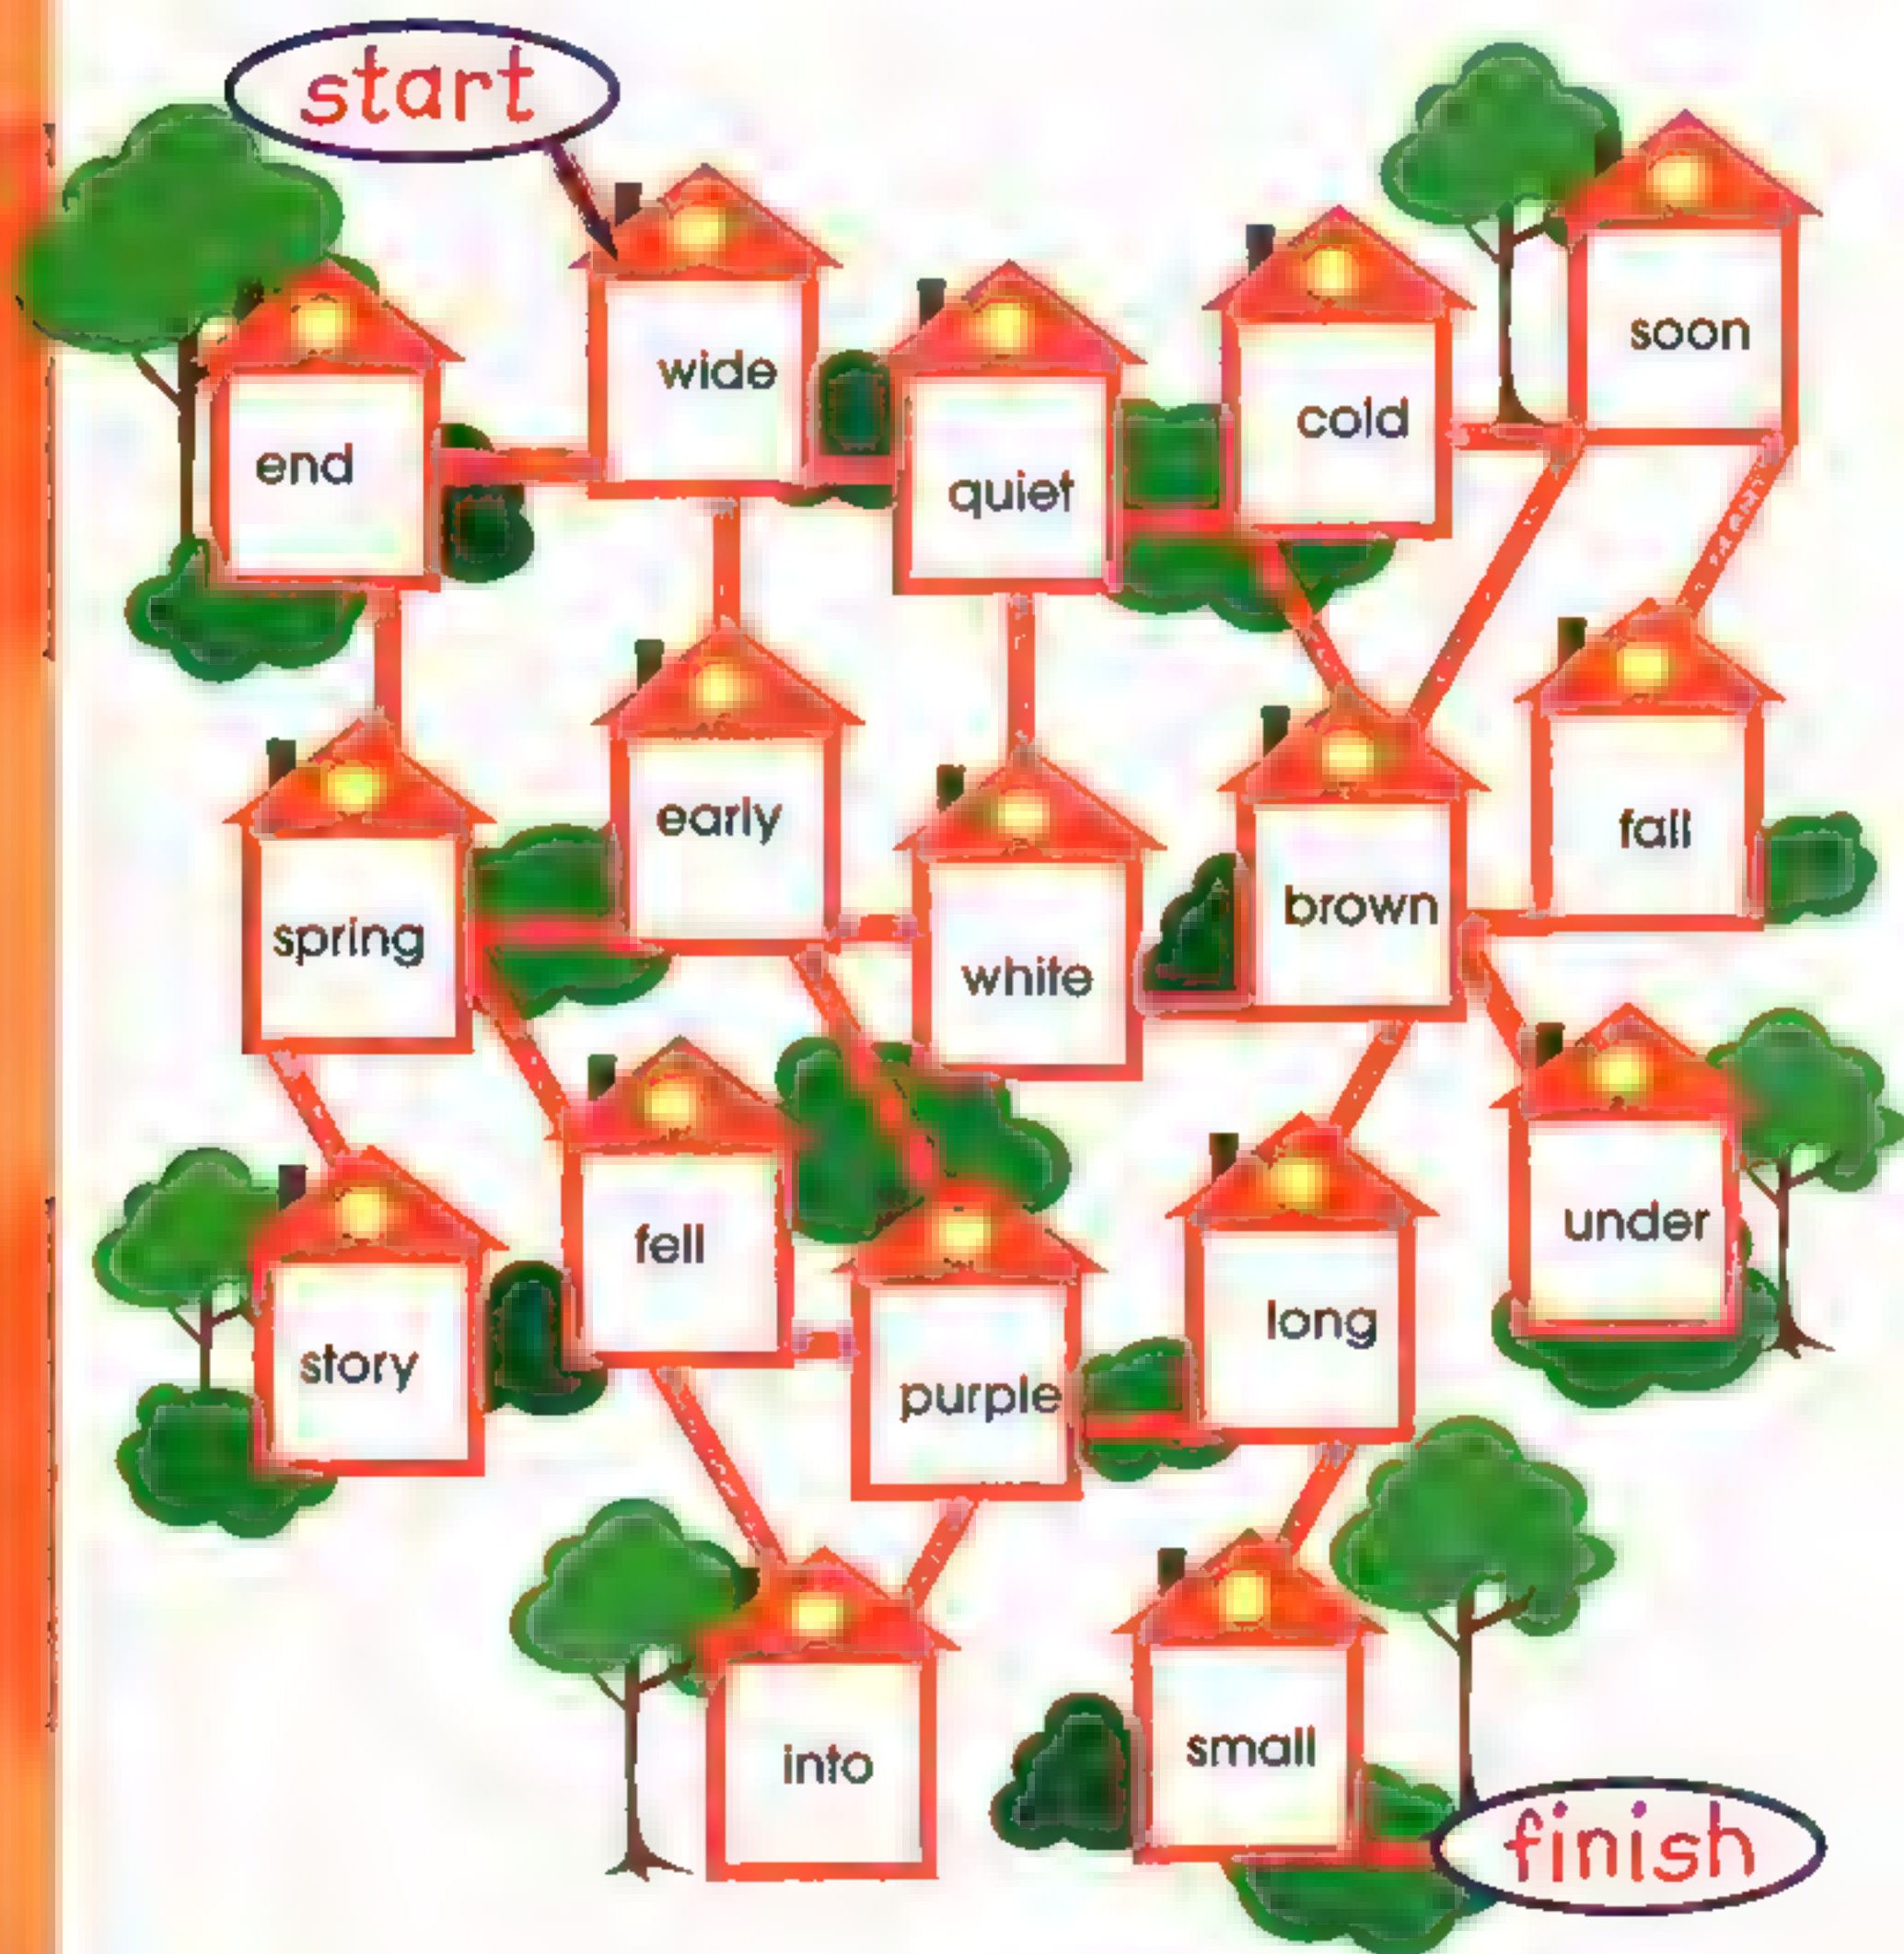 start
wide
soon
cold
end
quiet
early
fall
brown
spring
white
fell
under
long
story
purple
into
small
finish